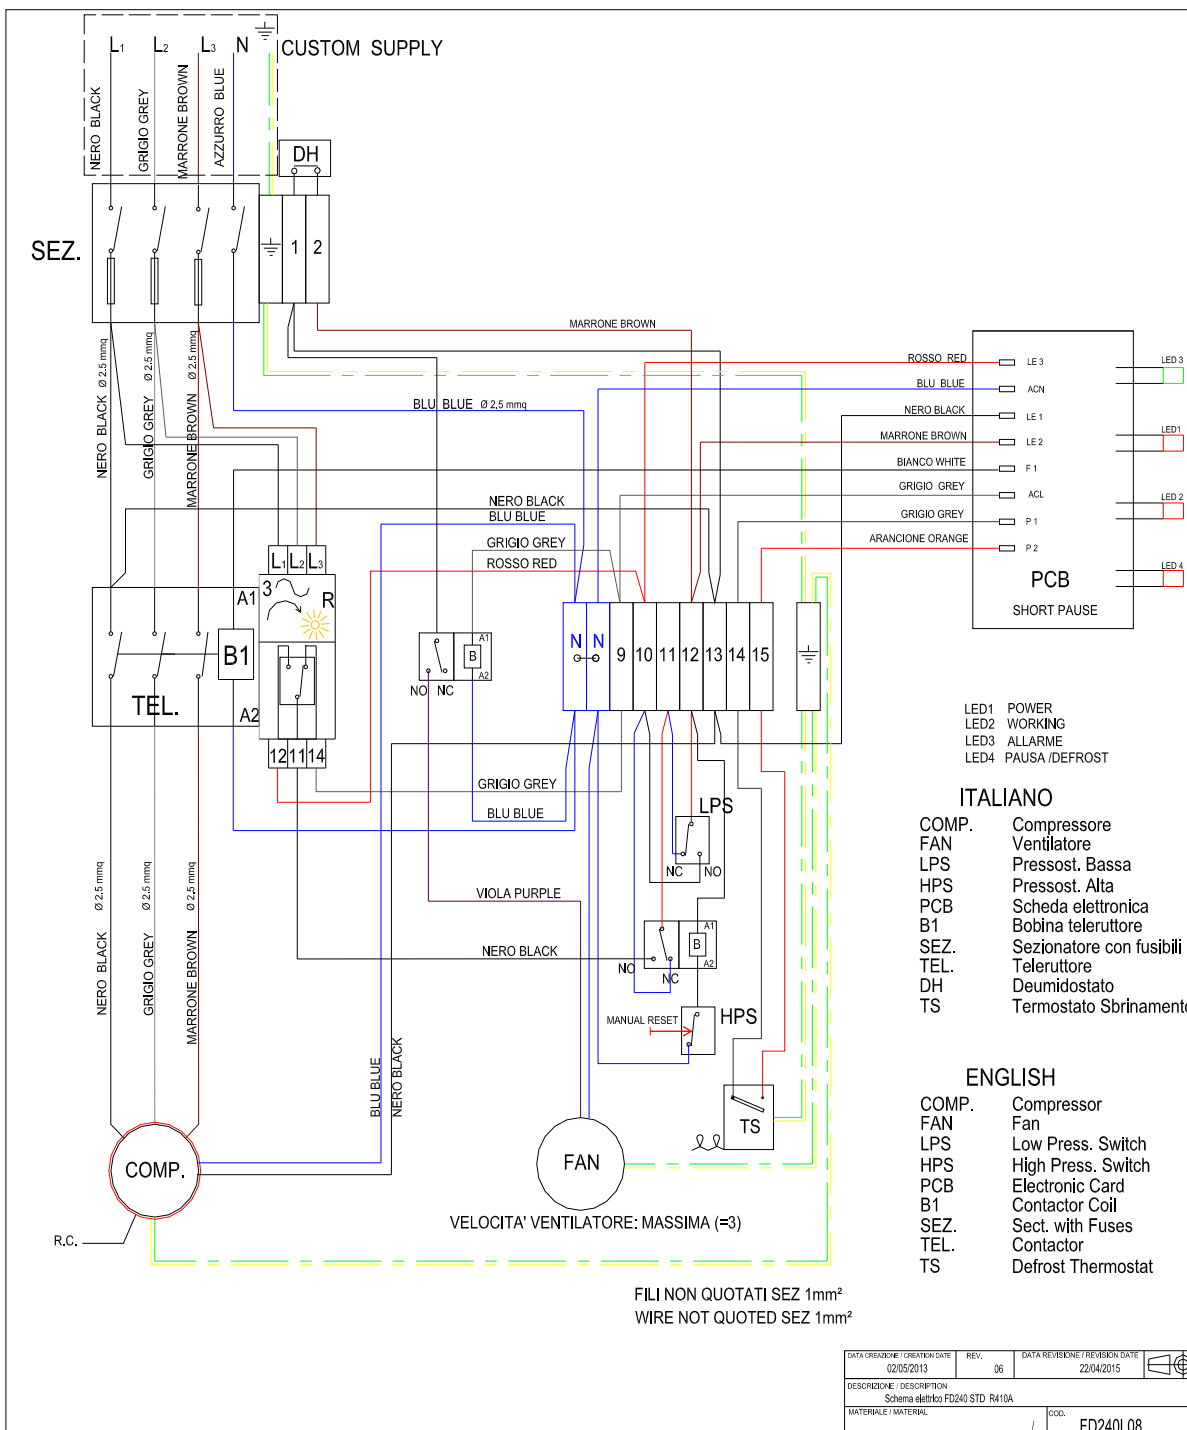 L1 L2 L3 N
CUSTOM SUPPLY
NERO BLACK
GRIGIO GREY
MARRONE BROWN
AZZURRO BLUE
DH
SEZ.
1 2
MARRONE BROWN
NERO BLACK Ø 2.5 mmq
GRIGIO GREY Ø 2.5 mmq
MARRONE BROWN Ø 2.5 mmq
BLU BLUE Ø 2,5 mmq
ROSSO RED
BLU BLUE
NERO BLACK
MARRONE BROWN
BIANCO WHITE
GRIGIO GREY
GRIGIO GREY
ARANCIONE ORANGE
LE 3
ACN
LE 1
LE 2
F 1
ACL
P 1
P 2
PCB
SHORT PAUSE
LED 3
LED1
LED 2
LED 4
NERO BLACK
BLU BLUE
GRIGIO GREY
ROSSO RED
L1 L2 L3
A1 3 R
B1
TEL.
A2
12 11 14
A1
B
A2
NO NC
N N 9 10 11 12 13 14 15
LED1 POWER
LED2 WORKING
LED3 ALLARME
LED4 PAUSA /DEFROST
GRIGIO GREY
BLU BLUE
LPS
NC NO
VIOLA PURPLE
NERO BLACK
A1
B
A2
NO
NC
MANUAL RESET
HPS
NERO BLACK Ø 2,5 mmq
GRIGIO GREY Ø 2,5 mmq
MARRONE BROWN Ø 2,5 mmq
BLU BLUE
NERO BLACK
TS
COMP.
FAN
R.C.
VELOCITA' VENTILATORE: MASSIMA (=3)
ITALIANO
COMP. Compressore
FAN Ventilatore
LPS Pressost. Bassa
HPS Pressost. Alta
PCB Scheda elettronica
B1 Bobina teleruttore
SEZ. Sezionatore con fusibili
TEL. Teleruttore
DH Deumidostato
TS Termostato Sbrinamento
ENGLISH
COMP. Compressor
FAN Fan
LPS Low Press. Switch
HPS High Press. Switch
PCB Electronic Card
B1 Contactor Coil
SEZ. Sect. with Fuses
TEL. Contactor
TS Defrost Thermostat
FILI NON QUOTATI SEZ 1mm²
WIRE NOT QUOTED SEZ 1mm²
DATA CREAZIONE / CREATION DATE
02/05/2013
REV.
06
DATA REVISIONE / REVISION DATE
22/04/2015
DESCRIZIONE / DESCRIPTION
Schema elettrico FD240 STD R410A
MATERIALE / MATERIAL
/
COD.
FD240L08